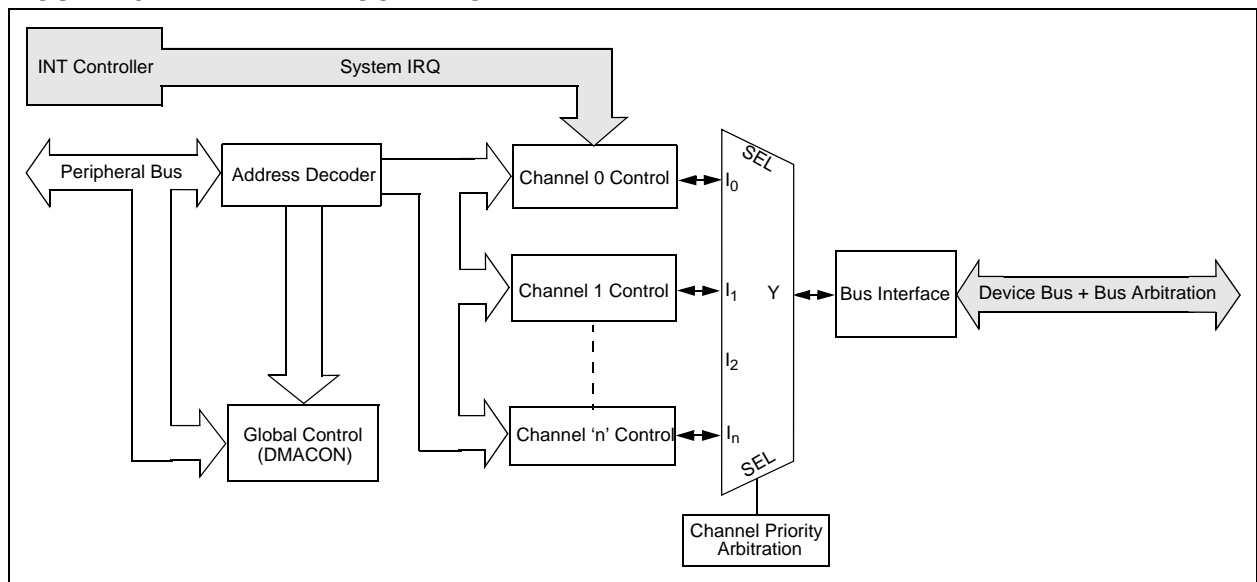 INT Controller
System IRQ
Peripheral Bus
Address Decoder
Channel 0 Control
I0
SEL
Channel 1 Control
I1
Y
Bus Interface
Device Bus + Bus Arbitration
I2
Global Control
(DMACON)
Channel ‘n’ Control
In
SEL
Channel Priority
Arbitration